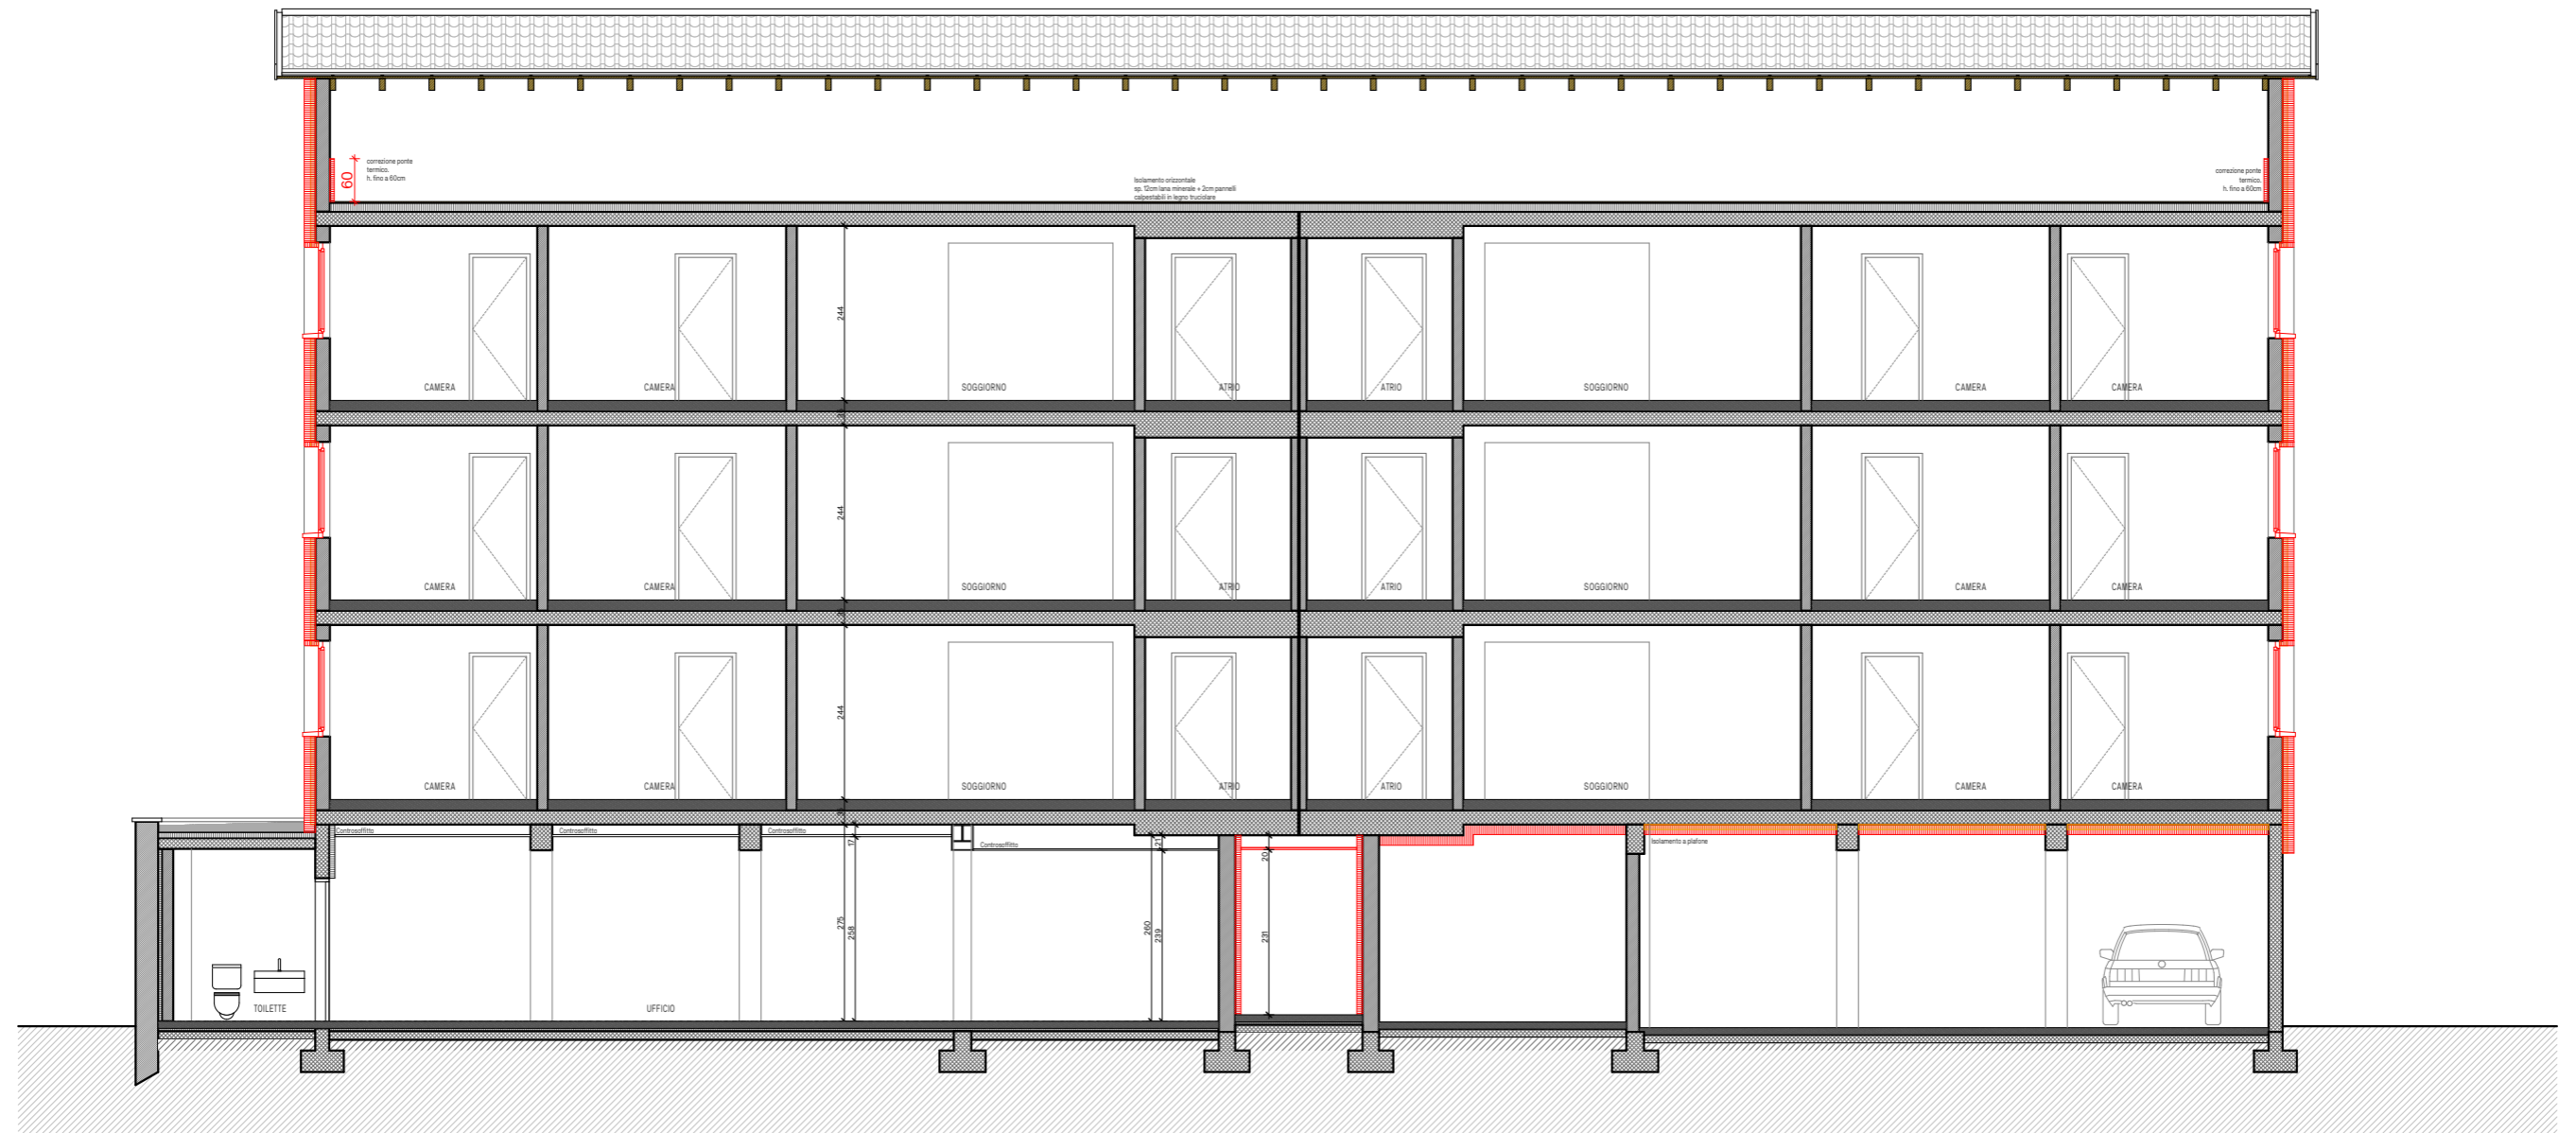 correzione ponte
termico.
h. fino a 60cm
60
Isolamento orizzontale
sp. 12cm lana minerale + 2cm pannelli
calpestabili in legno truciolare
correzione ponte
termico.
h. fino a 60cm
244
CAMERA
CAMERA
SOGGIORNO
ATRIO
ATRIO
SOGGIORNO
CAMERA
CAMERA
244
CAMERA
CAMERA
SOGGIORNO
ATRIO
ATRIO
SOGGIORNO
CAMERA
CAMERA
244
CAMERA
CAMERA
SOGGIORNO
ATRIO
ATRIO
SOGGIORNO
CAMERA
CAMERA
Controsoffitto
Controsoffitto
Controsoffitto
17
Controsoffitto
21
20
Isolamento a plafone
275
258
260
239
231
TOILETTE
UFFICIO